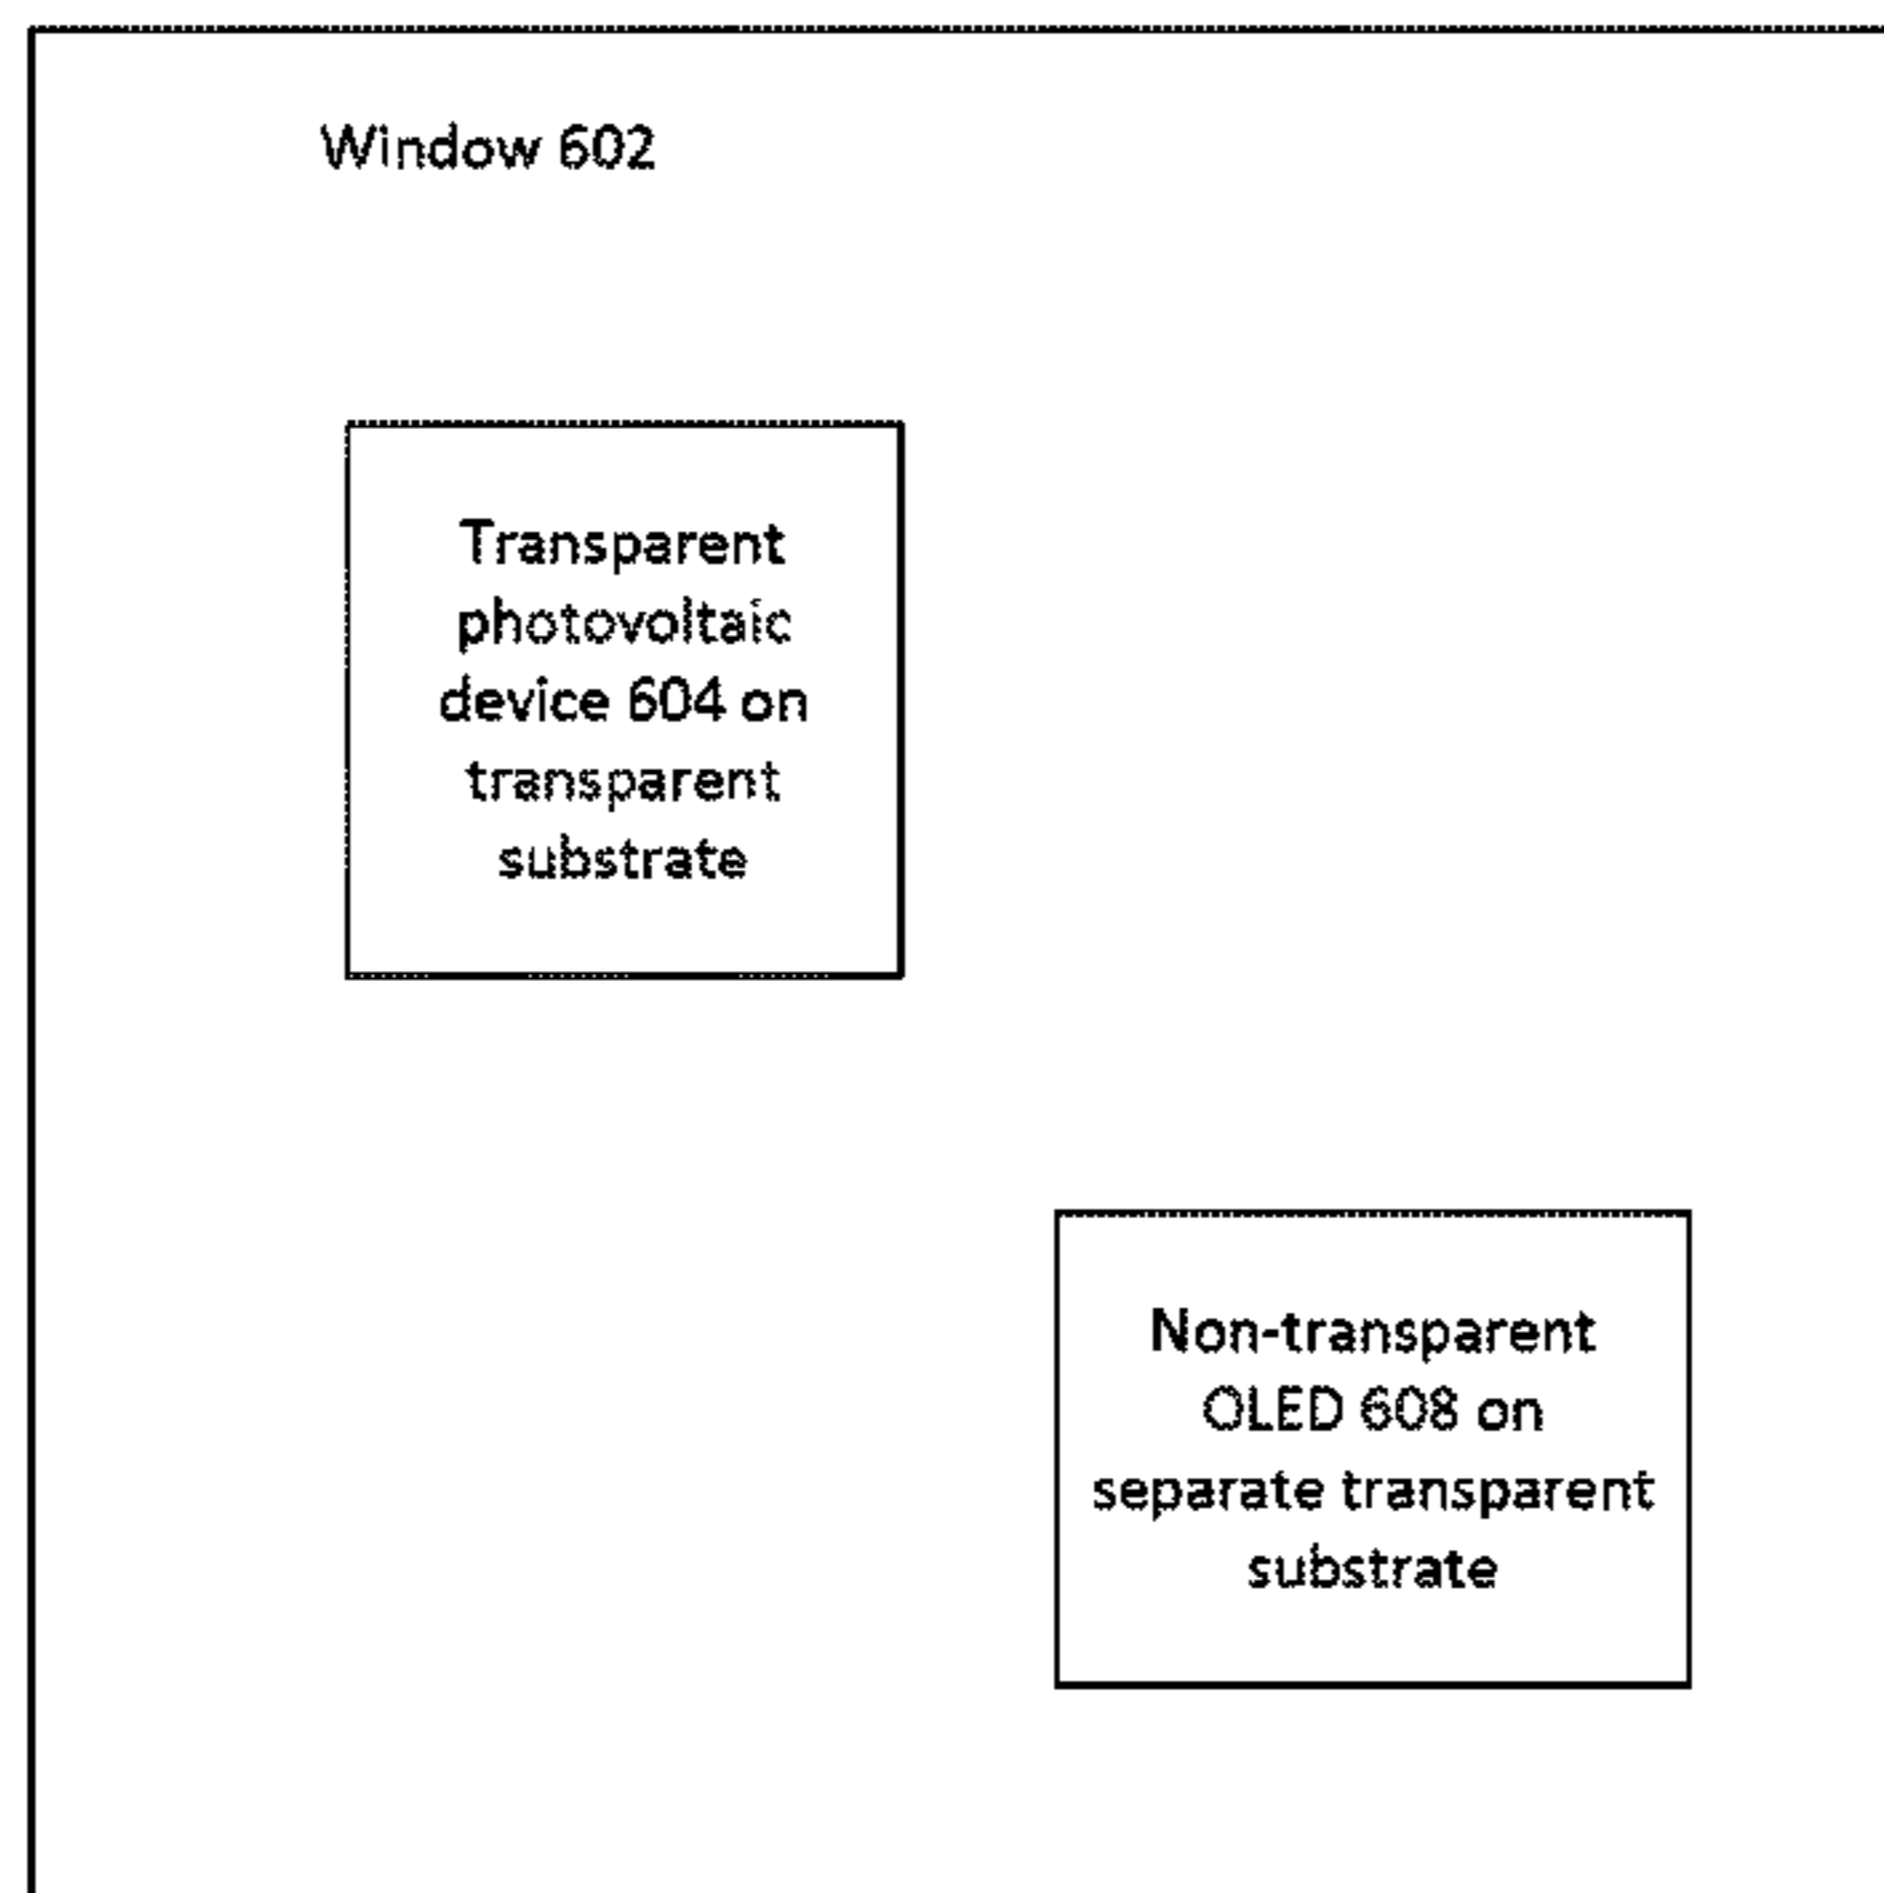 Window 602
Transparent
photovoltaic
device 604 on
transparent
substrate
Non-transparent
OLED 608 on
separate transparent
substrate